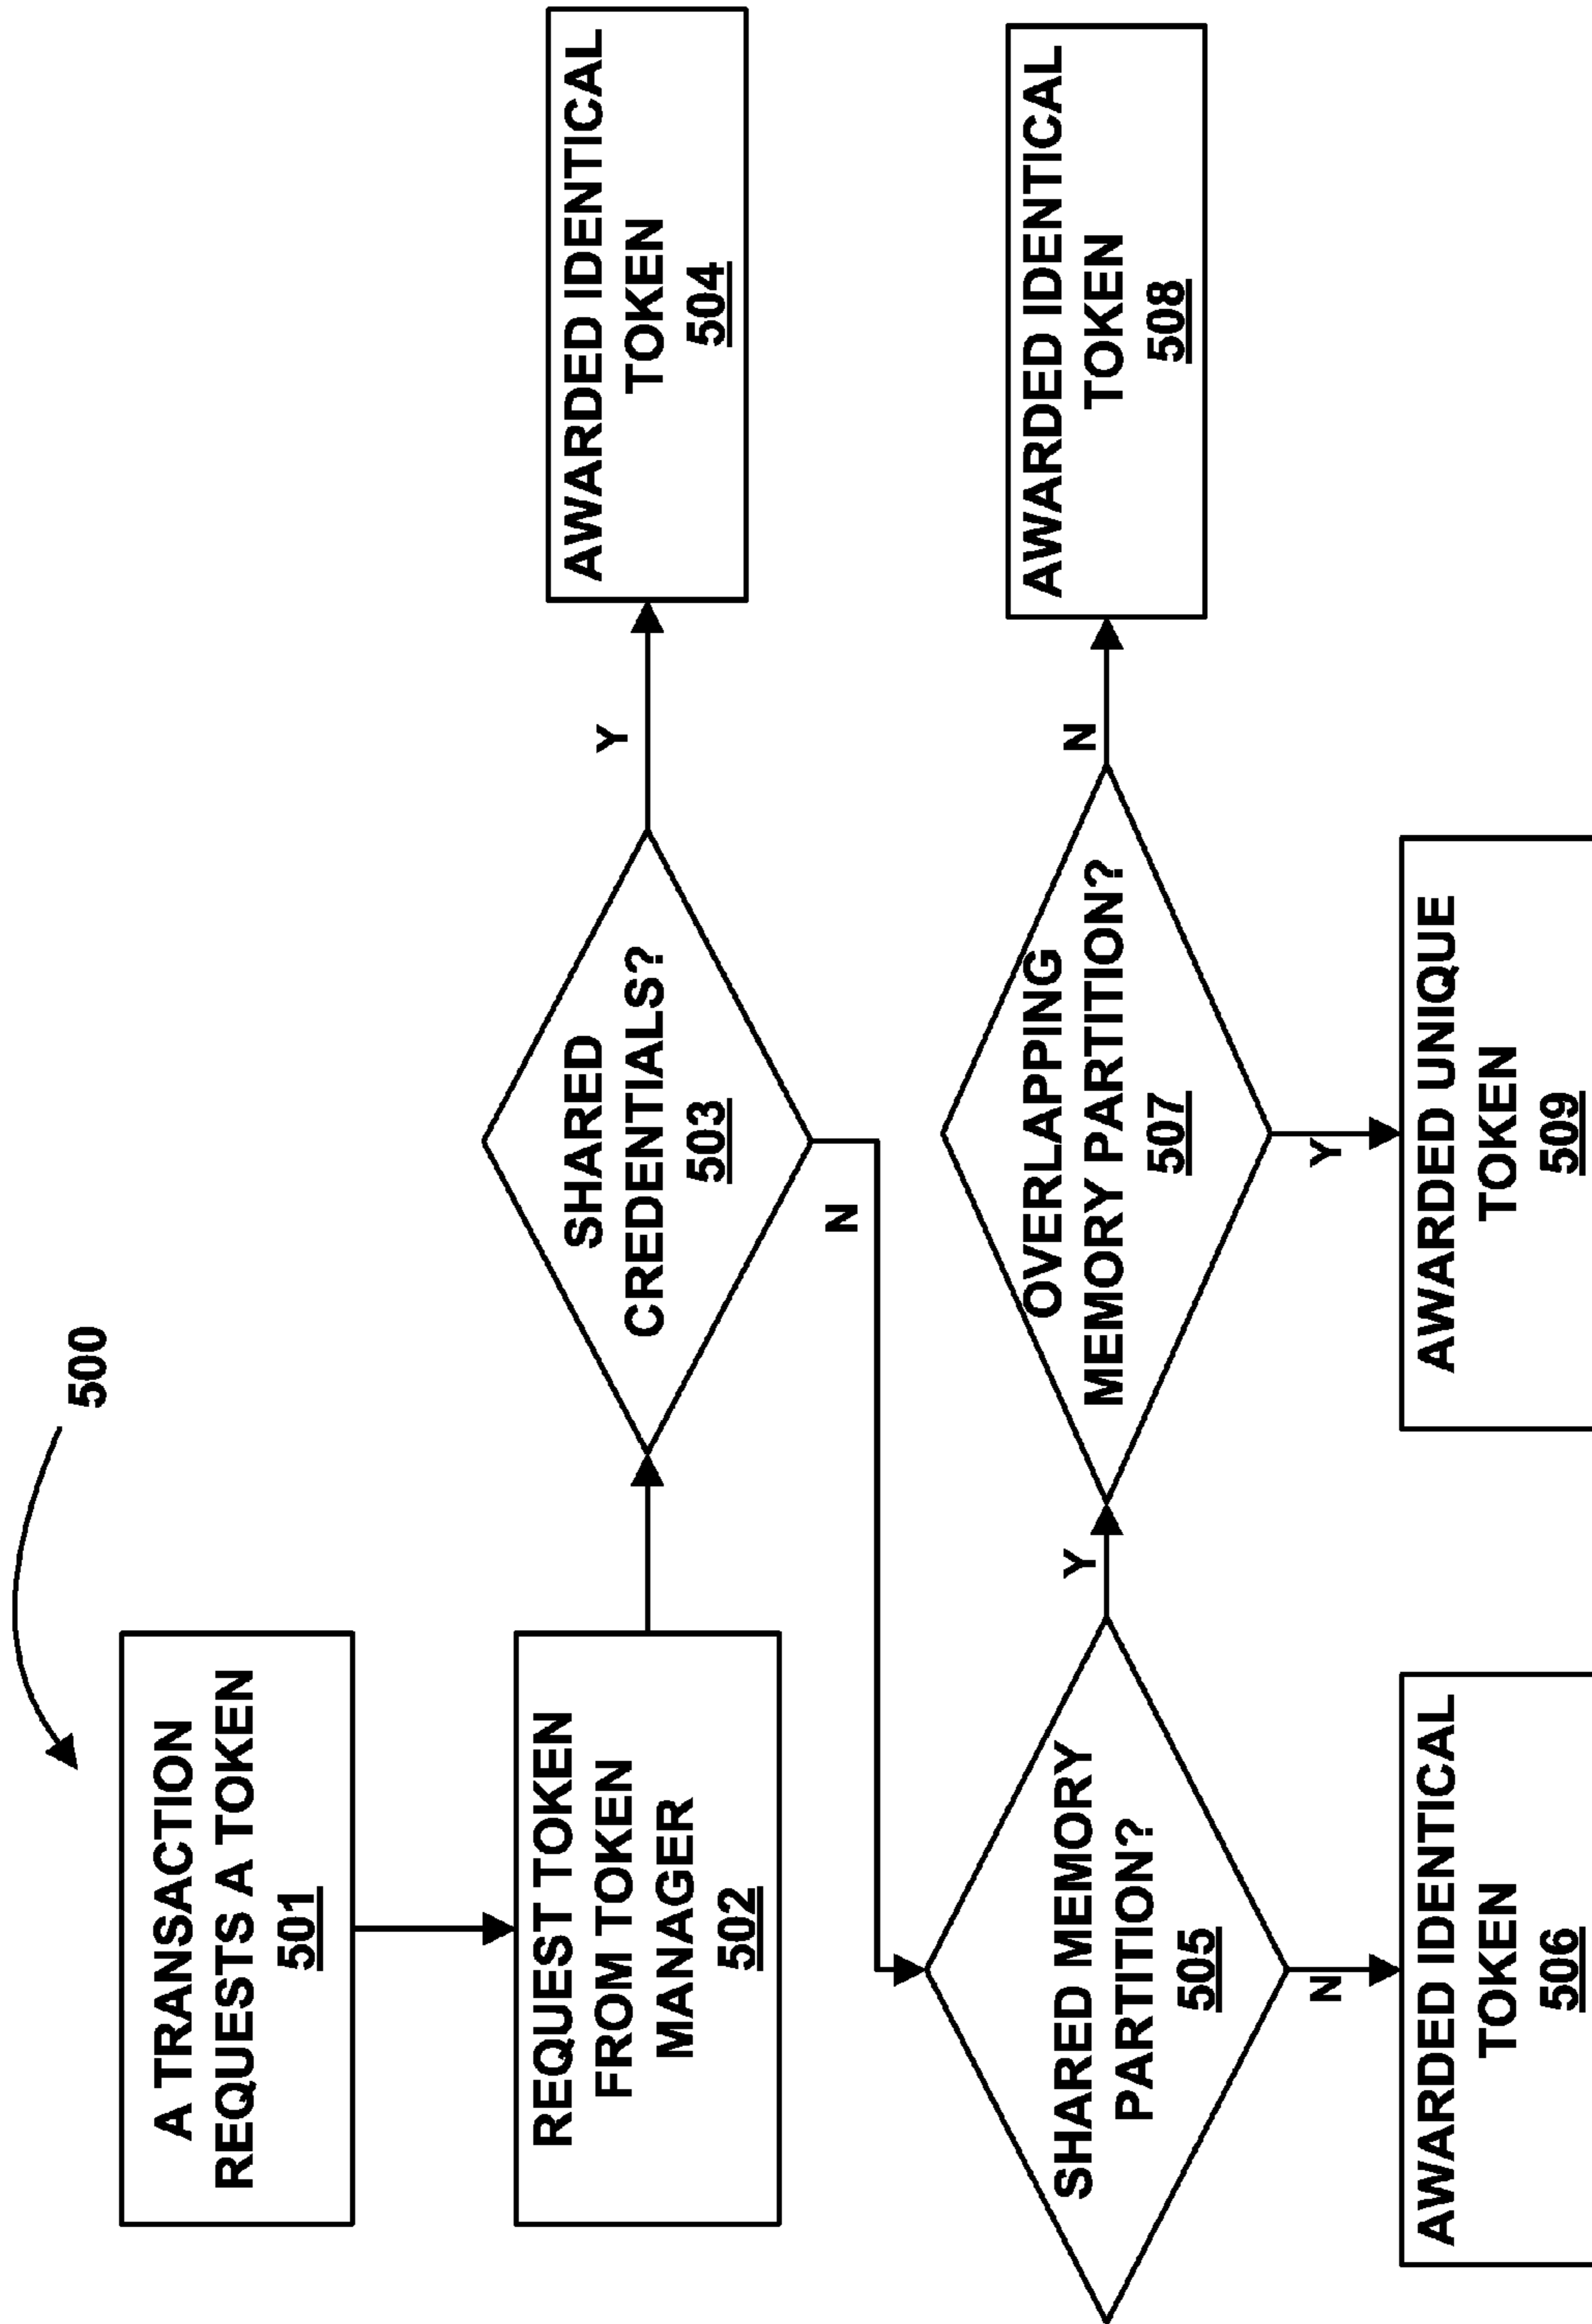 500
A TRANSACTION
REQUESTS A TOKEN
501
REQUEST TOKEN
FROM TOKEN
MANAGER
502
SHARED
CREDENTIALS?
503
Y
AWARDED IDENTICAL
TOKEN
504
N
SHARED MEMORY
PARTITION?
505
N
AWARDED IDENTICAL
TOKEN
506
Y
OVERLAPPING
MEMORY PARTITION?
507
N
AWARDED IDENTICAL
TOKEN
508
Y
AWARDED UNIQUE
TOKEN
509